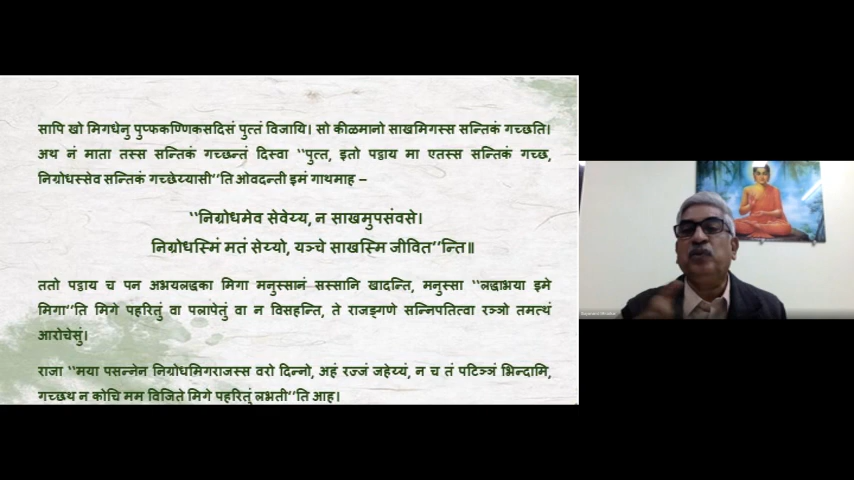 सापि खो मिगधेनु पुप्फकण्णिकसदिसं पुत्तं विजायि। सो कीळमानो साखमिगस्स सन्तिकं गच्छति।
अथ नं माता तस्स सन्तिकं गच्छन्तं दिस्वा ‘‘पुत्त, इतो पट्ठाय मा एतस्स सन्तिकं गच्छ,
निग्रोधस्सेव सन्तिकं गच्छेय्यासी’’ति ओवदन्ती इमं गाथमाह –
‘‘निग्रोधमेव सेवेय्य, न साखमुपसंवसे।
निग्रोधस्मिं मतं सेय्यो, यञ्चे साखस्मि जीवित’’न्ति॥
ततो पट्ठाय च पन अभयलद्धका मिगा मनुस्सानं सस्सानि खादन्ति, मनुस्सा ‘‘लद्धाभया इमे
मिगा’’ति मिगे पहरितुं वा पलापेतुं वा न विसहन्ति, ते राजङ्गणे सन्निपतित्वा रञ्ञो तमत्थं
आरोचेसुं।
राजा ‘‘मया पसन्नेन निग्रोधमिगराजस्स वरो दिन्नो, अहं रज्जं जहेय्यं, न च तं पटिञ्ञं भिन्दामि,
गच्छथ न कोचि मम विजिते मिगे पहरितुं लभती’’ति आह।